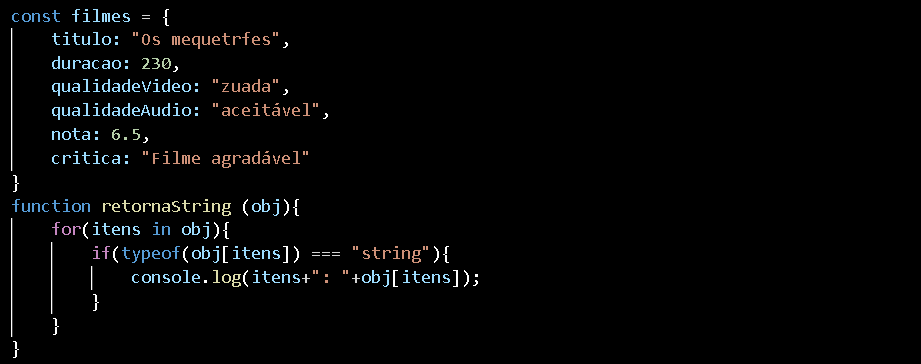 const filmes = {
    titulo: "Os mequetrfes",
    duracao: 230,
    qualidadeVideo: "zuada",
    qualidadeAudio: "aceitável",
    nota: 6.5,
    critica: "Filme agradável"
}
function retornaString (obj){
    for(itens in obj){
        if(typeof(obj[itens]) === "string"){
            console.log(itens+": "+obj[itens]);
        }
    }
}